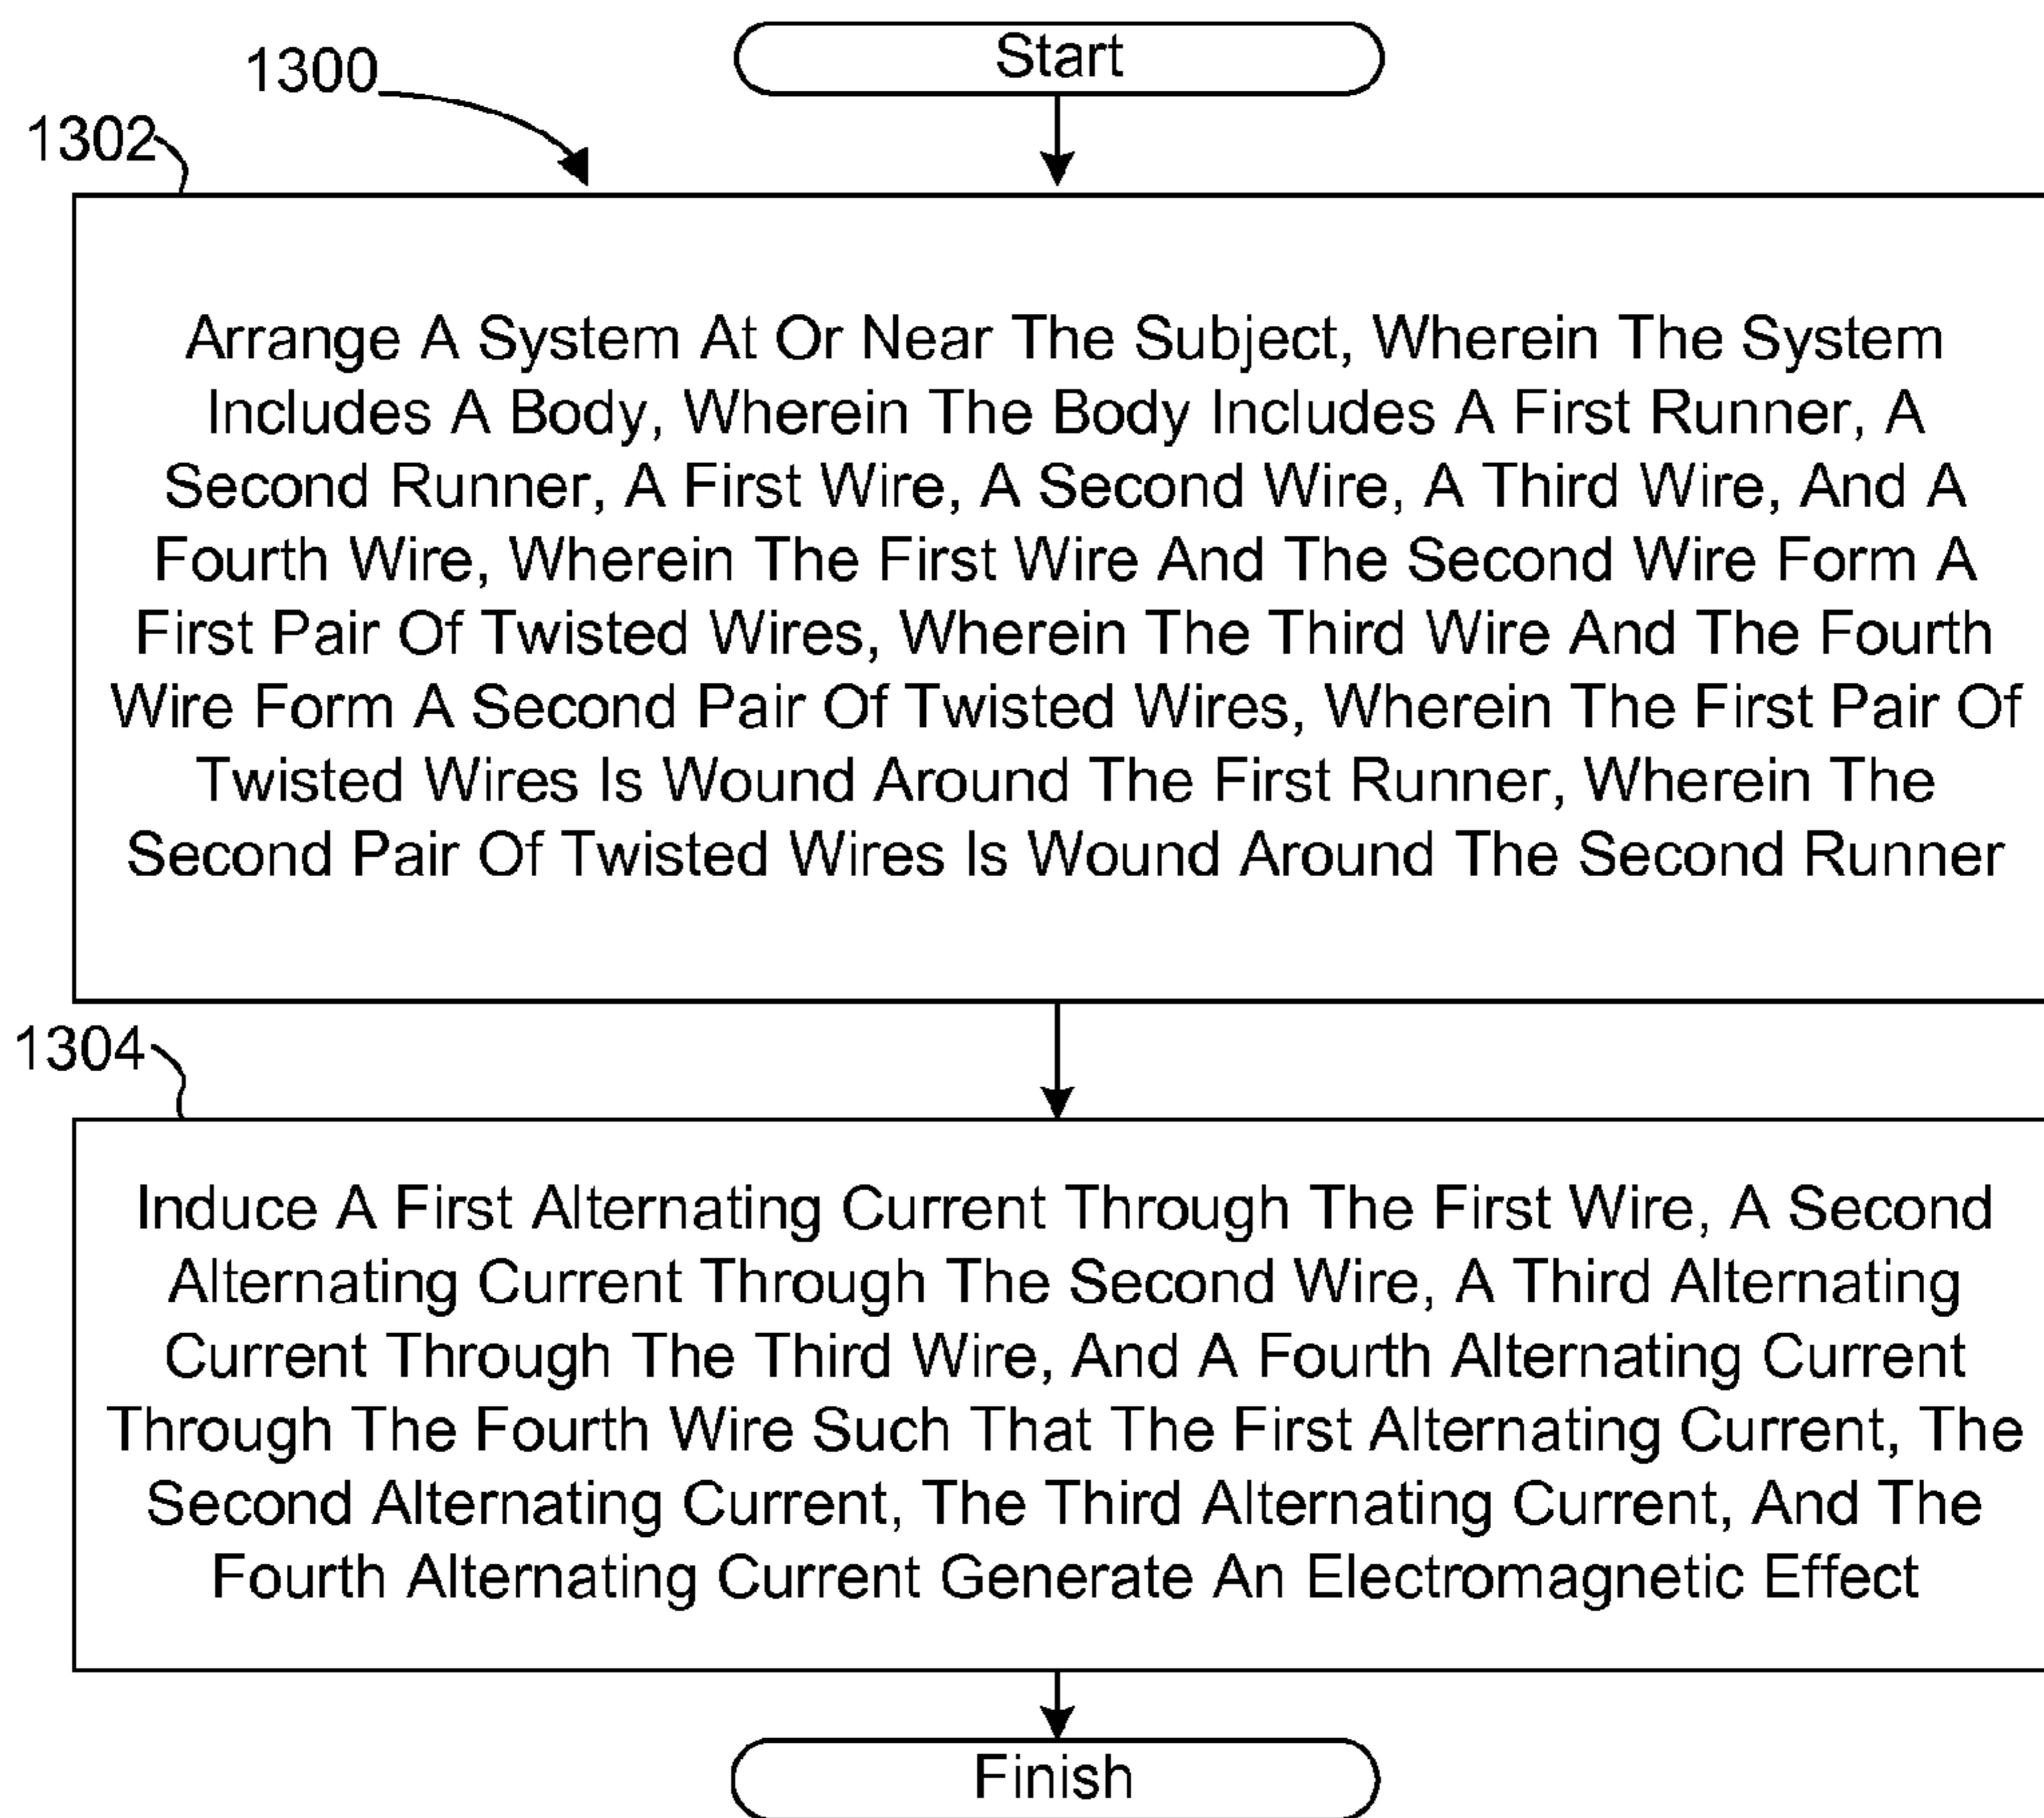 Start
1300
1302
Arrange A System At Or Near The Subject, Wherein The System
Includes A Body, Wherein The Body Includes A First Runner, A
Second Runner, A First Wire, A Second Wire, A Third Wire, And A
Fourth Wire, Wherein The First Wire And The Second Wire Form A
First Pair Of Twisted Wires, Wherein The Third Wire And The Fourth
Wire Form A Second Pair Of Twisted Wires, Wherein The First Pair Of
Twisted Wires Is Wound Around The First Runner, Wherein The
Second Pair Of Twisted Wires Is Wound Around The Second Runner
1304
Induce A First Alternating Current Through The First Wire, A Second
Alternating Current Through The Second Wire, A Third Alternating
Current Through The Third Wire, And A Fourth Alternating Current
Through The Fourth Wire Such That The First Alternating Current, The
Second Alternating Current, The Third Alternating Current, And The
Fourth Alternating Current Generate An Electromagnetic Effect
Finish